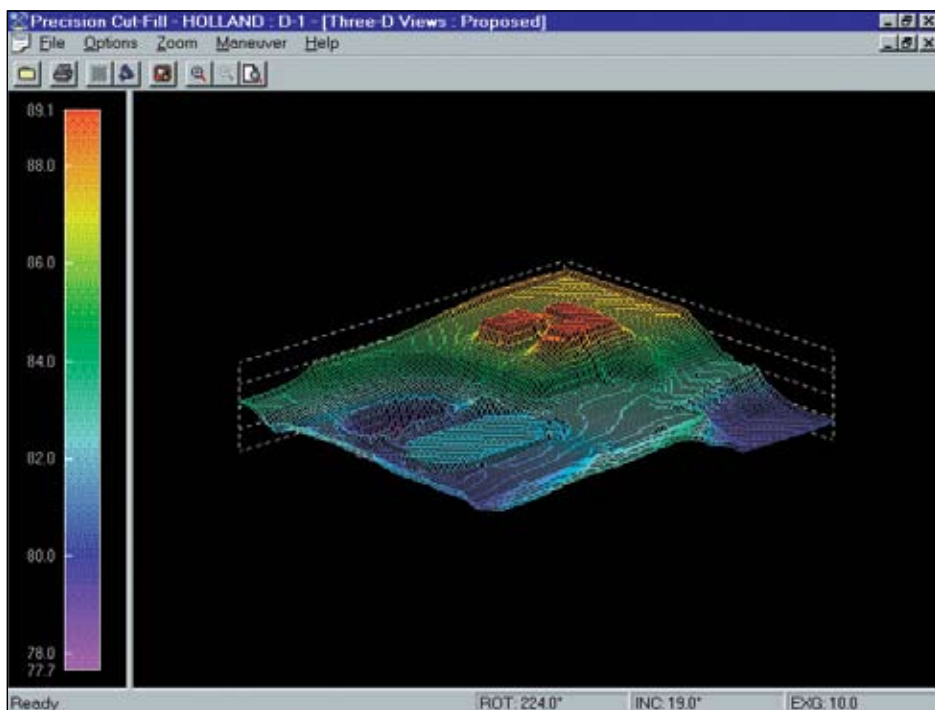 Precision Cut-Fill - HOLLAND : D-1 - [Three-D Views : Proposed]
File Options Zoom Maneuver Help
89.1
88.0
86.0
84.0
82.0
80.0
78.0
77.7
Ready ROT: 224.0° INC: 19.0° EXG: 10.0